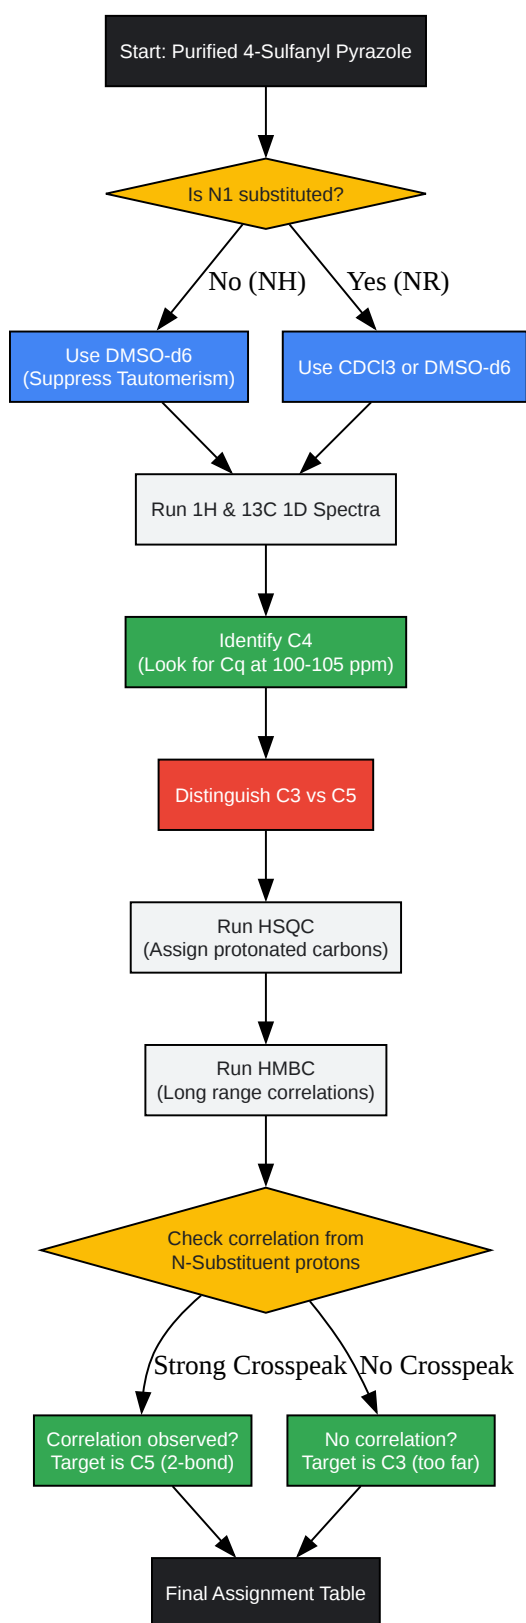 Start: Purified 4-Sulfanyl Pyrazole
Is N1 substituted?
No (NH)
Yes (NR)
Use DMSO-d6
(Suppress Tautomerism)
Use CDCl3 or DMSO-d6
Run 1H & 13C 1D Spectra
Identify C4
(Look for Cq at 100-105 ppm)
Distinguish C3 vs C5
Run HSQC
(Assign protonated carbons)
Run HMBC
(Long range correlations)
Check correlation from
N-Substituent protons
Strong Crosspeak
No Crosspeak
Correlation observed?
Target is C5 (2-bond)
No correlation?
Target is C3 (too far)
Final Assignment Table